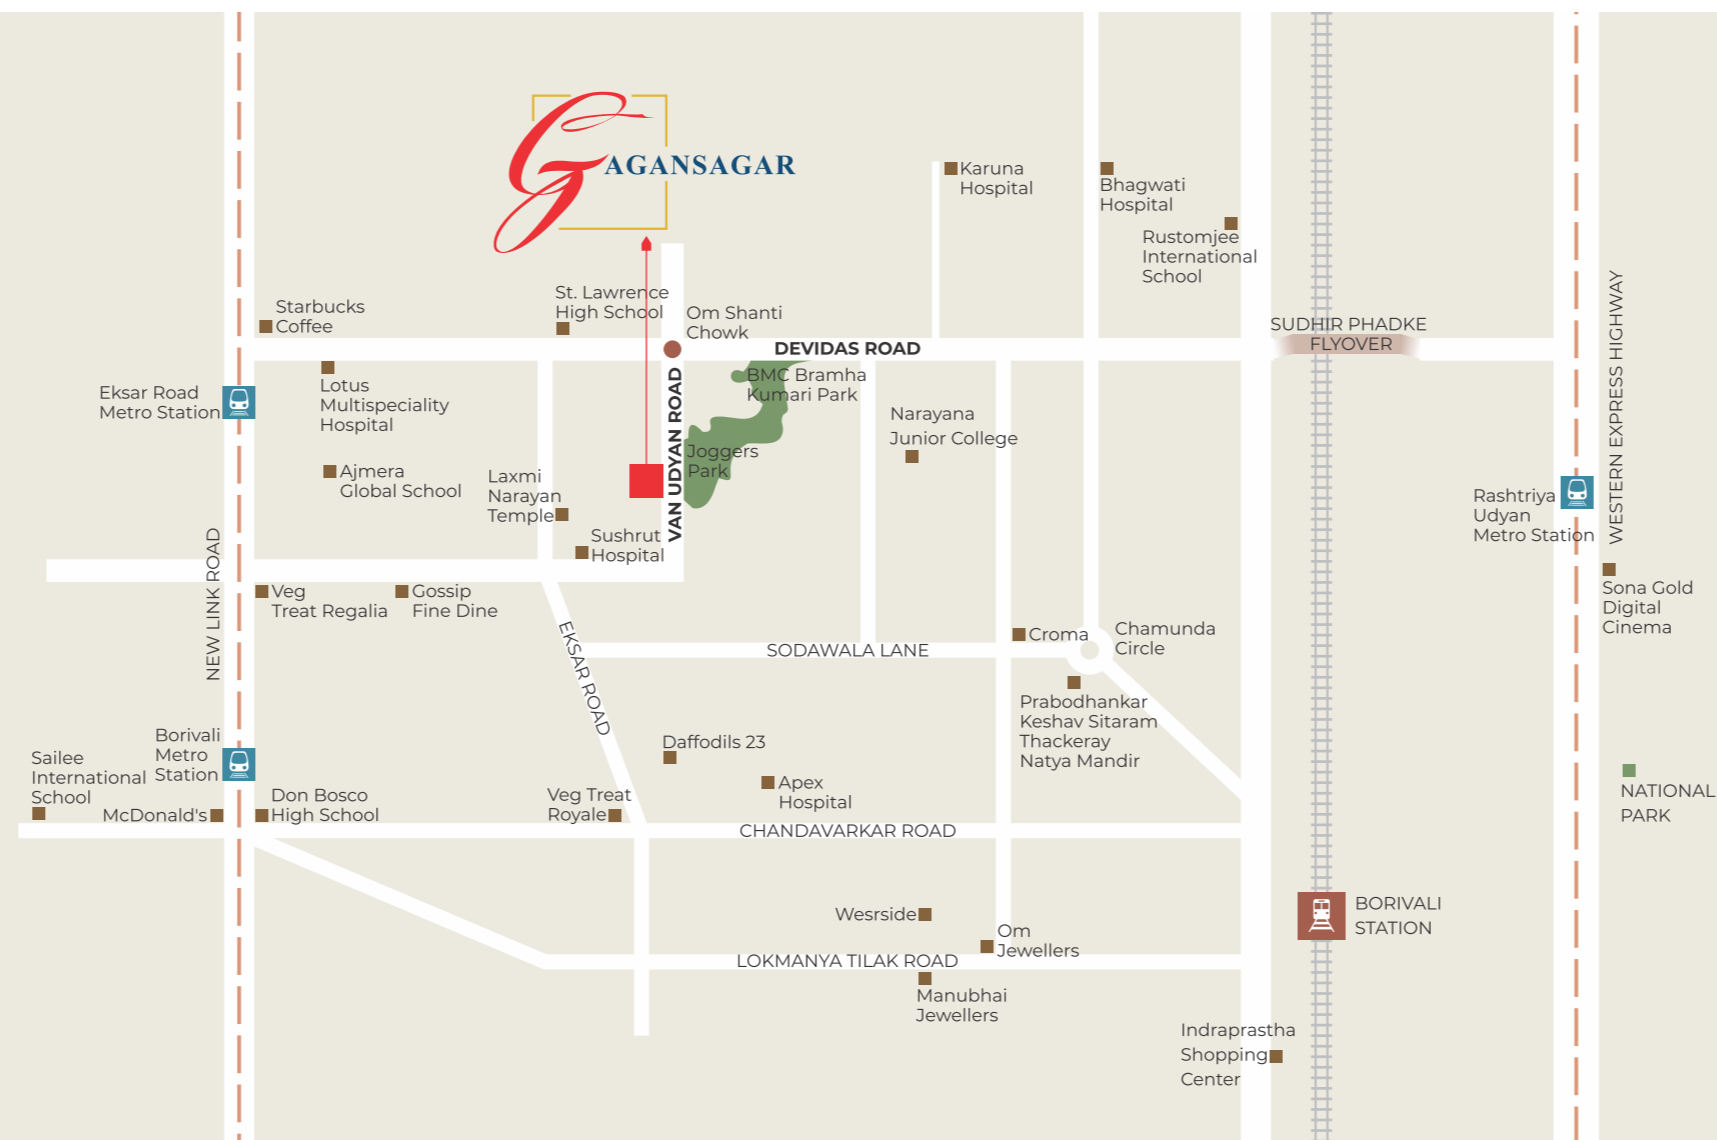 GAGANSAGAR
Karuna
Hospital
Bhagwati
Hospital
Rustomjee
International
School
Starbucks
Coffee
St. Lawrence
High School
Om Shanti
Chowk
DEVIDAS ROAD
SUDHIR PHADKE
FLYOVER
WESTERN EXPRESS HIGHWAY
Eksar Road
Metro Station
Lotus
Multispeciality
Hospital
VAN UDYAN ROAD
BMC Bramha
Kumari Park
Narayana
Junior College
Joggers
Park
Ajmera
Global School
Laxmi
Narayan
Temple
Sushrut
Hospital
Rashtriya
Udyan
Metro Station
NEW LINK ROAD
Veg
Treat Regalia
Gossip
Fine Dine
Sona Gold
Digital
Cinema
EKSAR ROAD
SODAWALA LANE
Croma
Chamunda
Circle
Prabodhankar
Keshav Sitaram
Thackeray
Natya Mandir
Borivali
Metro
Station
Sailee
International
School
McDonald's
Don Bosco
High School
Daffodils 23
Apex
Hospital
Veg Treat
Royale
NATIONAL
PARK
CHANDAVARKAR ROAD
Wesrside
Om
Jewellers
BORIVALI
STATION
LOKMANYA TILAK ROAD
Manubhai
Jewellers
Indraprastha
Shopping
Center